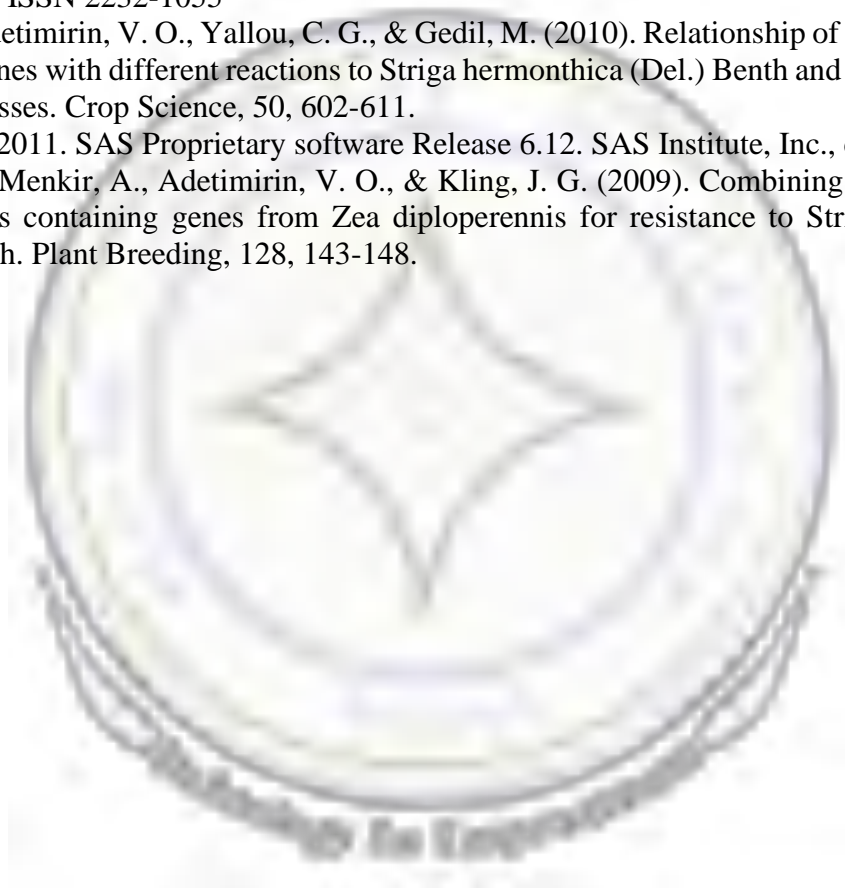 ISSN 2232-1055
etimirin, V. O., Yallou, C. G., & Gedil, M. (2010). Relationship of
nes with different reactions to Striga hermonthica (Del.) Benth and
sses. Crop Science, 50, 602-611.
2011. SAS Proprietary software Release 6.12. SAS Institute, Inc.,
Menkir, A., Adetimirin, V. O., & Kling, J. G. (2009). Combining
s containing genes from Zea diploperennis for resistance to Str
h. Plant Breeding, 128, 143-148.